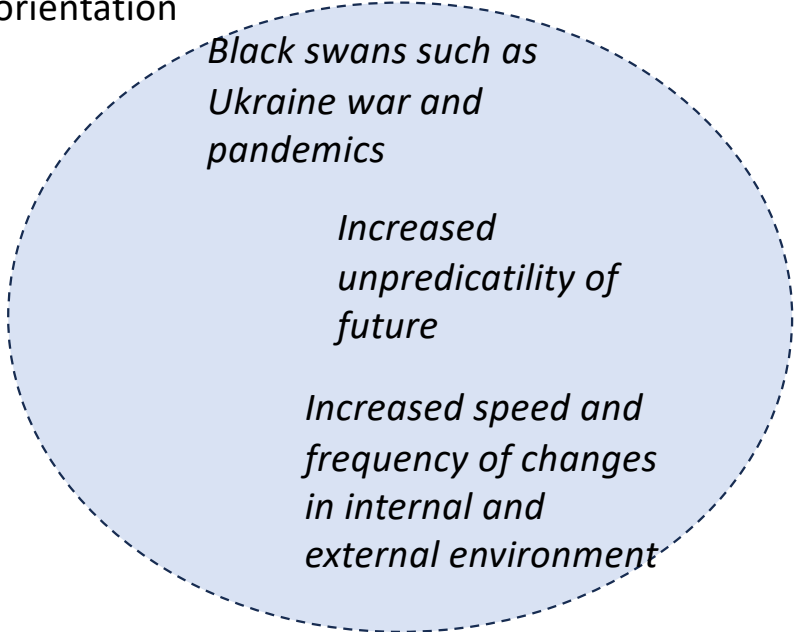 orientation
Black swans such as
Ukraine war and
pandemics
Increased
unpredicatility of
future
Increased speed and
frequency of changes
in internal and
external environment